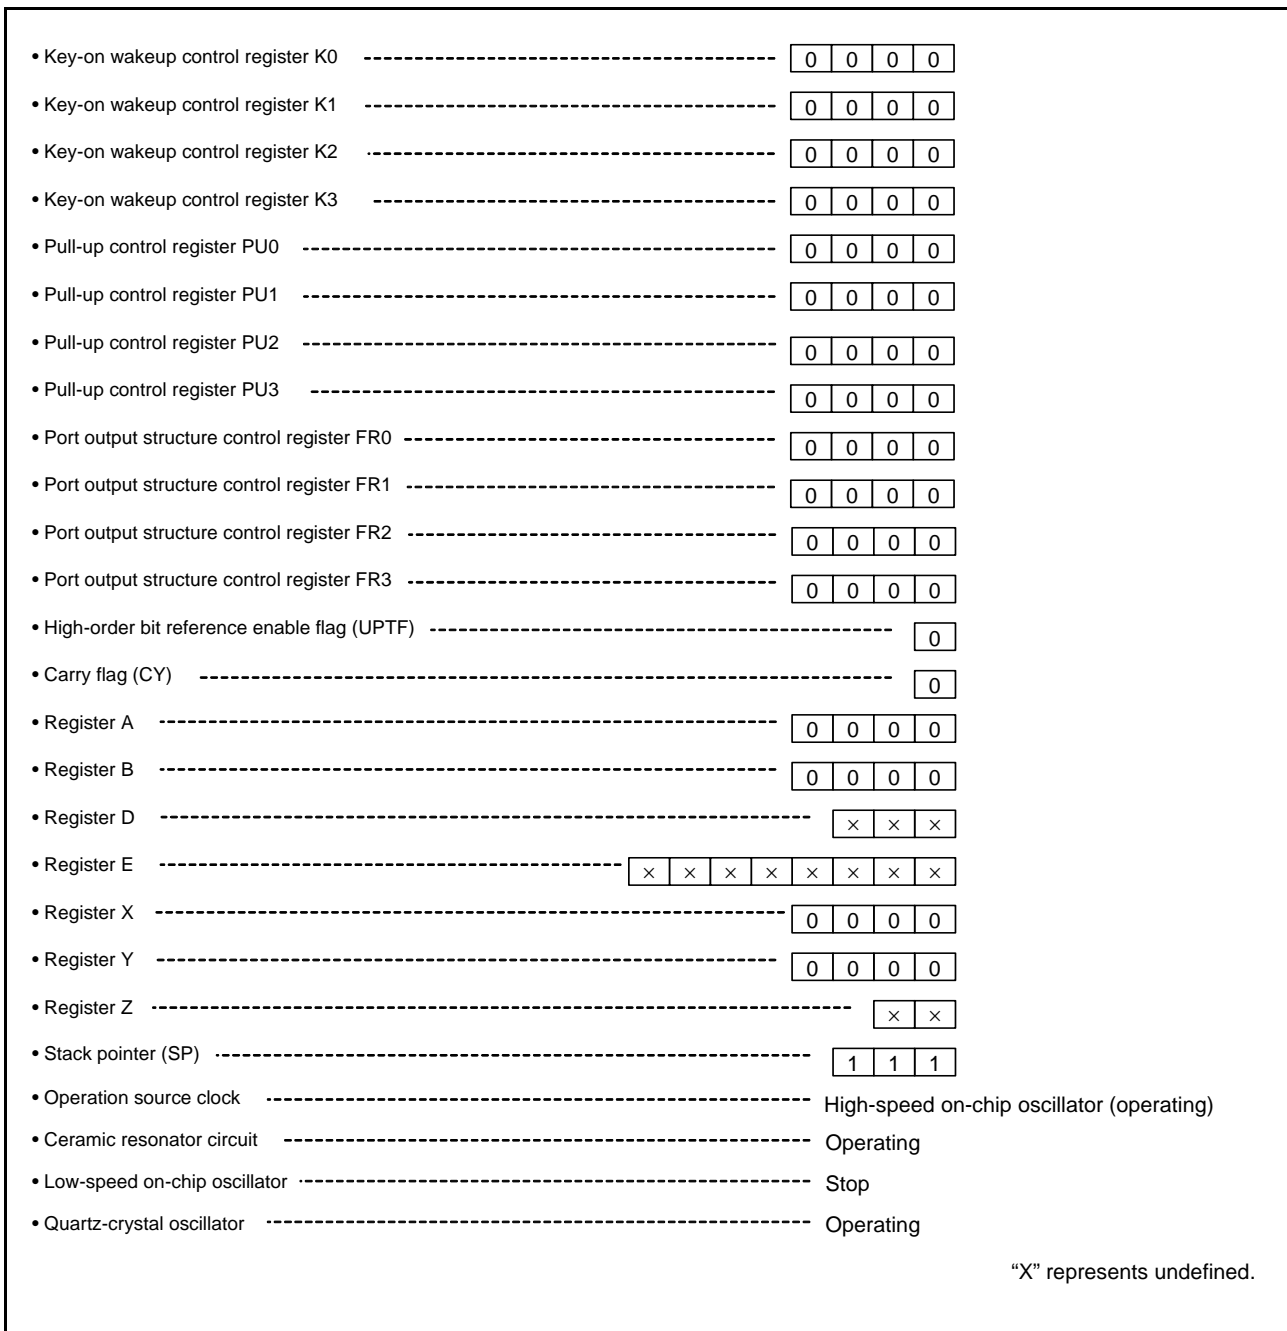 • Key-on wakeup control register K0 0 0 0 0
• Key-on wakeup control register K1 0 0 0 0
• Key-on wakeup control register K2 0 0 0 0
• Key-on wakeup control register K3 0 0 0 0
• Pull-up control register PU0 0 0 0 0
• Pull-up control register PU1 0 0 0 0
• Pull-up control register PU2 0 0 0 0
• Pull-up control register PU3 0 0 0 0
• Port output structure control register FR0 0 0 0 0
• Port output structure control register FR1 0 0 0 0
• Port output structure control register FR2 0 0 0 0
• Port output structure control register FR3 0 0 0 0
• High-order bit reference enable flag (UPTF) 0
• Carry flag (CY) 0
• Register A 0 0 0 0
• Register B 0 0 0 0
• Register D × × ×
• Register E × × × × × × × ×
• Register X 0 0 0 0
• Register Y 0 0 0 0
• Register Z × ×
• Stack pointer (SP) 1 1 1
• Operation source clock High-speed on-chip oscillator (operating)
• Ceramic resonator circuit Operating
• Low-speed on-chip oscillator Stop
• Quartz-crystal oscillator Operating
“X” represents undefined.